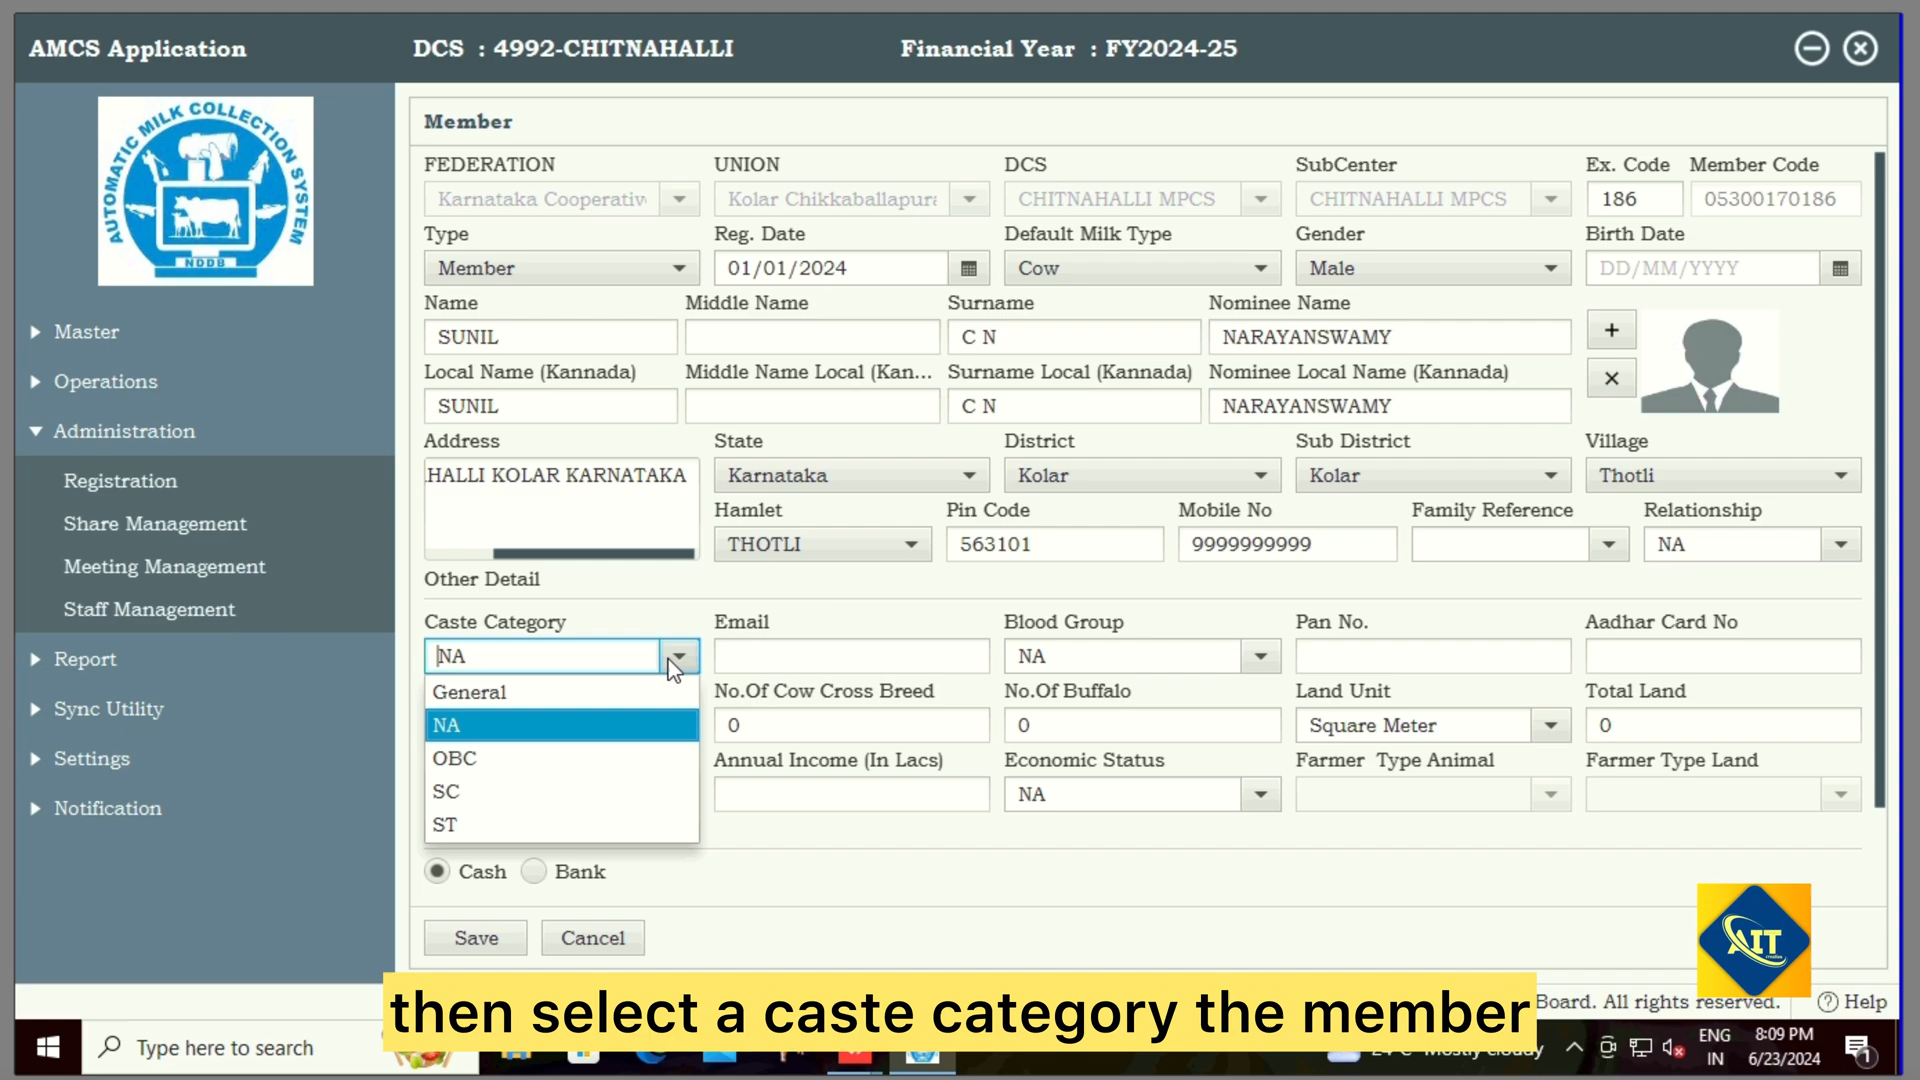 AMCS Application
DCS : 4992-CHITNAHALLI
Financial Year : FY2024-25
AUTOMATIC MILK COLLECTION SYSTEM
NDDB
Master
Operations
Administration
Registration
Share Management
Meeting Management
Staff Management
Report
Sync Utility
Settings
Notification
Member
FEDERATION UNION DCS SubCenter Ex. Code Member Code
Karnataka Cooperativ Kolar Chikkaballapura CHITNAHALLI MPCS CHITNAHALLI MPCS 186 05300170186
Type Reg. Date Default Milk Type Gender Birth Date
Member 01/01/2024 Cow Male DD/MM/YYYY
Name Middle Name Surname Nominee Name
SUNIL C N NARAYANSWAMY +
Local Name (Kannada) Middle Name Local (Kan... Surname Local (Kannada) Nominee Local Name (Kannada) ×
SUNIL C N NARAYANSWAMY
Address State District Sub District Village
HALLI KOLAR KARNATAKA Karnataka Kolar Kolar Thotli
Hamlet Pin Code Mobile No Family Reference Relationship
THOTLI 563101 9999999999 NA
Other Detail
Caste Category Email Blood Group Pan No. Aadhar Card No
NA NA
General No.Of Cow Cross Breed No.Of Buffalo Land Unit Total Land
NA 0 0 Square Meter 0
OBC Annual Income (In Lacs) Economic Status Farmer Type Animal Farmer Type Land
SC NA
ST
Cash Bank
Save Cancel
AIT
then select a caste category the member
Board. All rights reserved. Help
Type here to search
Mostly cloudy
ENG
IN
8:09 PM
6/23/2024
1